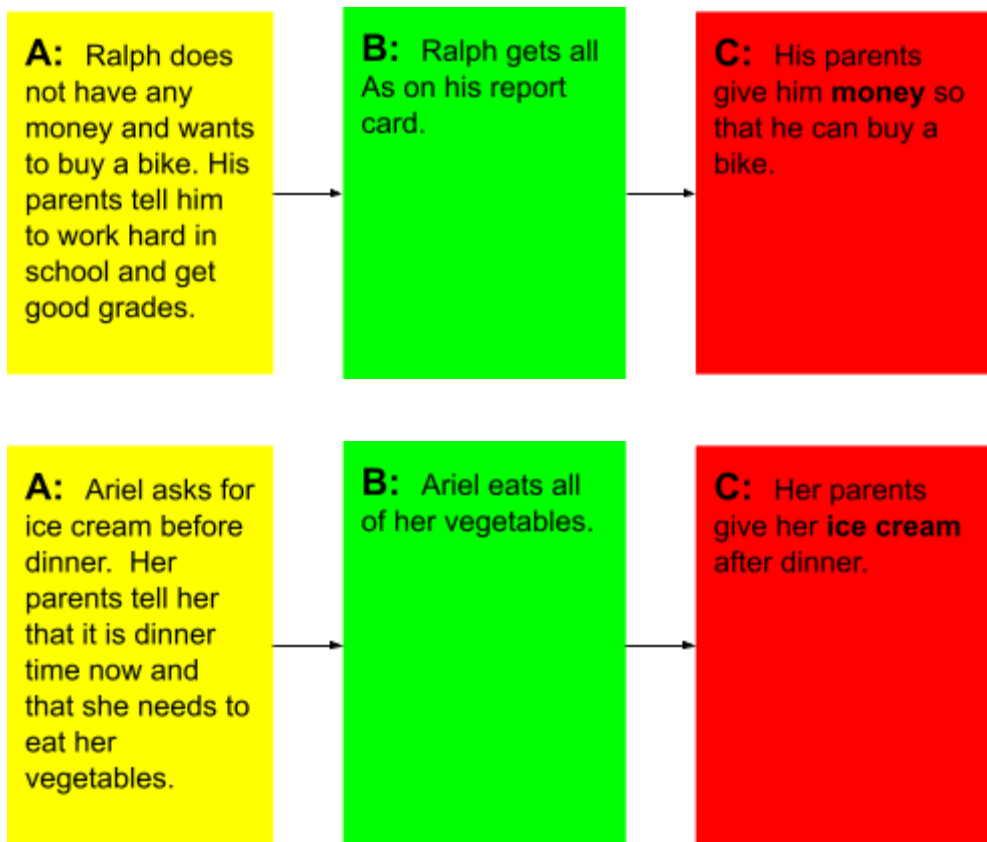 A: Ralph does
not have any
money and wants
to buy a bike. His
parents tell him
to work hard in
school and get
good grades.
B: Ralph gets all
As on his report
card.
C: His parents
give him money so
that he can buy a
bike.
A: Ariel asks for
ice cream before
dinner. Her
parents tell her
that it is dinner
time now and
that she needs to
eat her
vegetables.
B: Ariel eats all
of her vegetables.
C: Her parents
give her ice cream
after dinner.